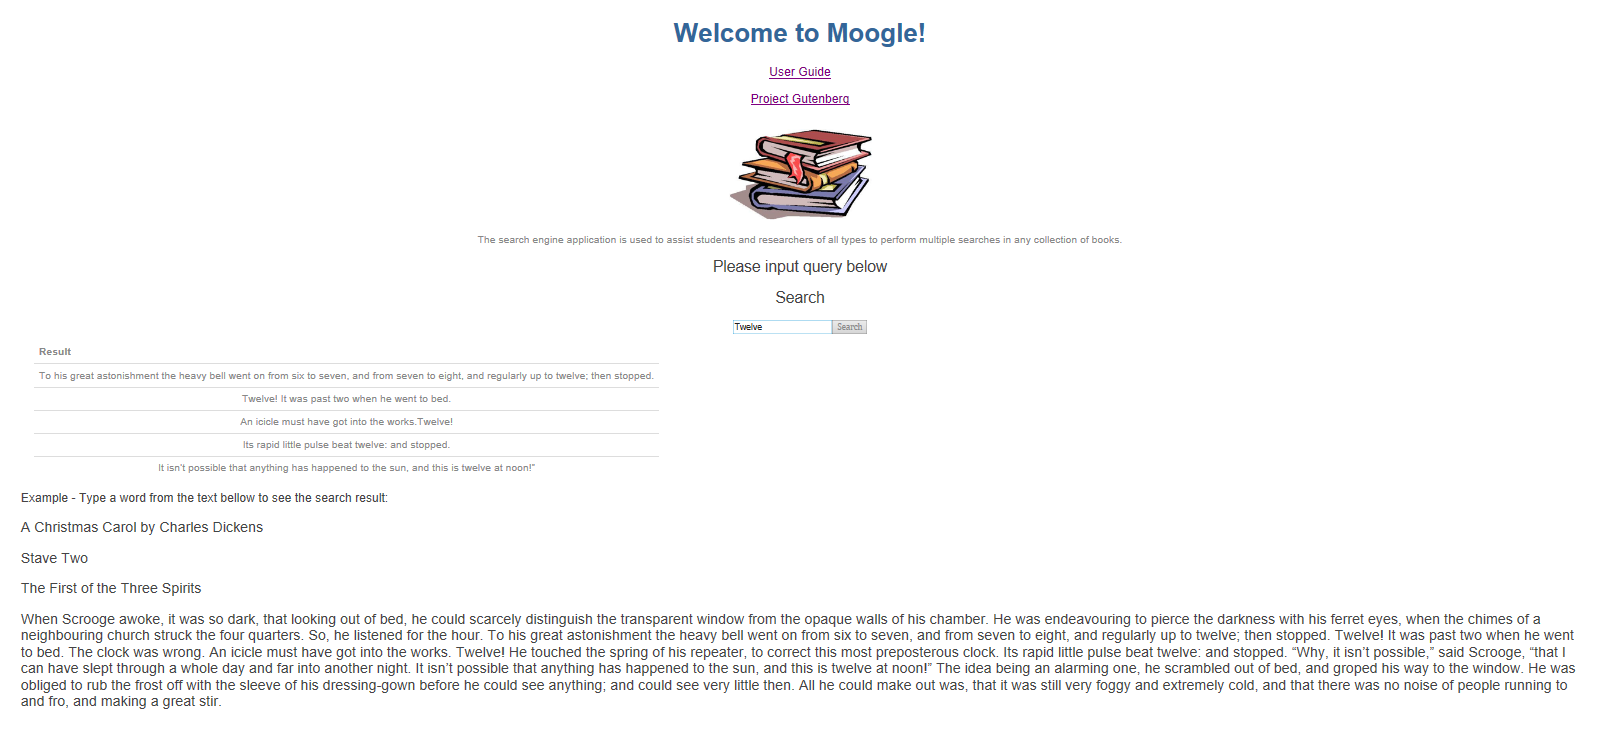 Welcome to Moogle!
User Guide
Project Gutenberg
The search engine application is used to assist students and researchers of all types to perform multiple searches in any collection of books.
Please input query below
Search
Twelve Search
Result
To his great astonishment the heavy bell went on from six to seven, and from seven to eight, and regularly up to twelve; then stopped.
Twelve! It was past two when he went to bed.
An icicle must have got into the works.Twelve!
Its rapid little pulse beat twelve: and stopped.
It isn't possible that anything has happened to the sun, and this is twelve at noon!"
Example - Type a word from the text bellow to see the search result:
A Christmas Carol by Charles Dickens
Stave Two
The First of the Three Spirits
When Scrooge awoke, it was so dark, that looking out of bed, he could scarcely distinguish the transparent window from the opaque walls of his chamber. He was endeavouring to pierce the darkness with his ferret eyes, when the chimes of a
neighbouring church struck the four quarters. So, he listened for the hour. To his great astonishment the heavy bell went on from six to seven, and from seven to eight, and regularly up to twelve; then stopped. Twelve! It was past two when he went
to bed. The clock was wrong. An icicle must have got into the works. Twelve! He touched the spring of his repeater, to correct this most preposterous clock. Its rapid little pulse beat twelve: and stopped. “Why, it isn’t possible,” said Scrooge, “that I
can have slept through a whole day and far into another night. It isn’t possible that anything has happened to the sun, and this is twelve at noon!” The idea being an alarming one, he scrambled out of bed, and groped his way to the window. He was
obliged to rub the frost off with the sleeve of his dressing-gown before he could see anything; and could see very little then. All he could make out was, that it was still very foggy and extremely cold, and that there was no noise of people running to
and fro, and making a great stir.